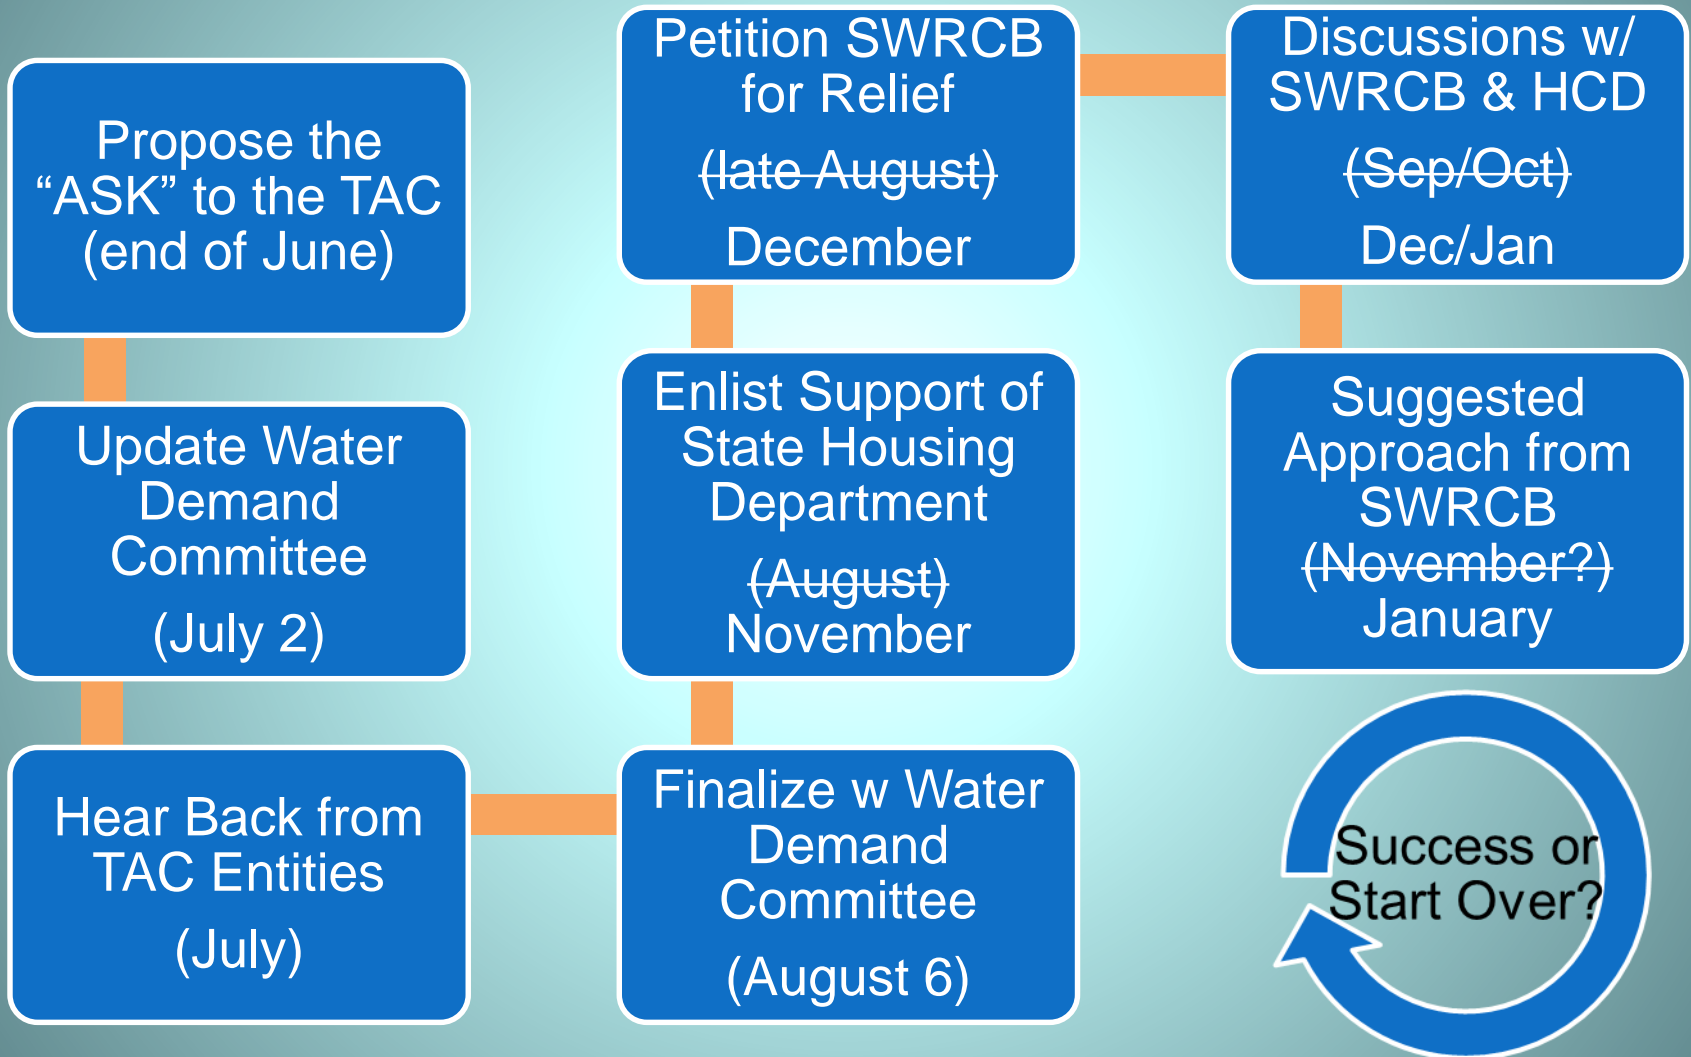 Propose the
“ASK” to the TAC
(end of June)
Update Water
Demand
Committee
(July 2)
Hear Back from
TAC Entities
(July)
Finalize w Water
Demand
Committee
(August 6)
Enlist Support of
State Housing
Department
(August)
November
Petition SWRCB
for Relief
(late August)
December
Discussions w/
SWRCB & HCD
(Sep/Oct)
Dec/Jan
Suggested
Approach from
SWRCB
(November?)
January
Success or
Start Over?